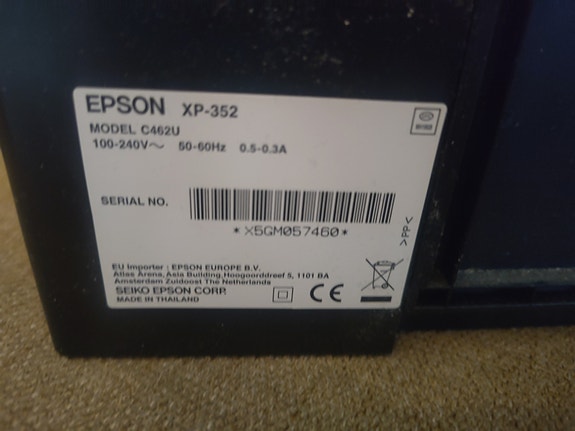 EPSON XP-352
MODEL C462U
100-240V～ 50-60Hz 0.5-0.3A
SERIAL NO.
*X5GM057460*
>PP<
EU Importer : EPSON EUROPE B.V.
Atlas Arena, Asia Building, Hoogoorddreef 5, 1101 BA
Amsterdam Zuidoost The Netherlands
SEIKO EPSON CORP.
MADE IN THAILAND
CE